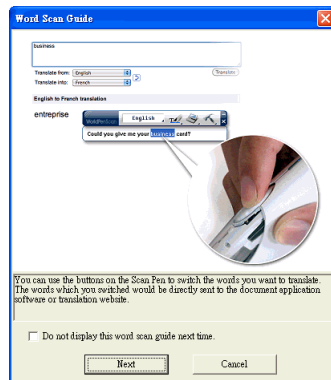 Word Scan Guide
business
Translate from: English
Translate into: French
Translate
English to French translation
entreprise
WordPenScan English
Could you give me your business card?
You can use the buttons on the Scan Pen to switch the words you want to translate.
The words which you switched would be directly sent to the document application
software or translation website.
Do not display this word scan guide next time.
Next Cancel